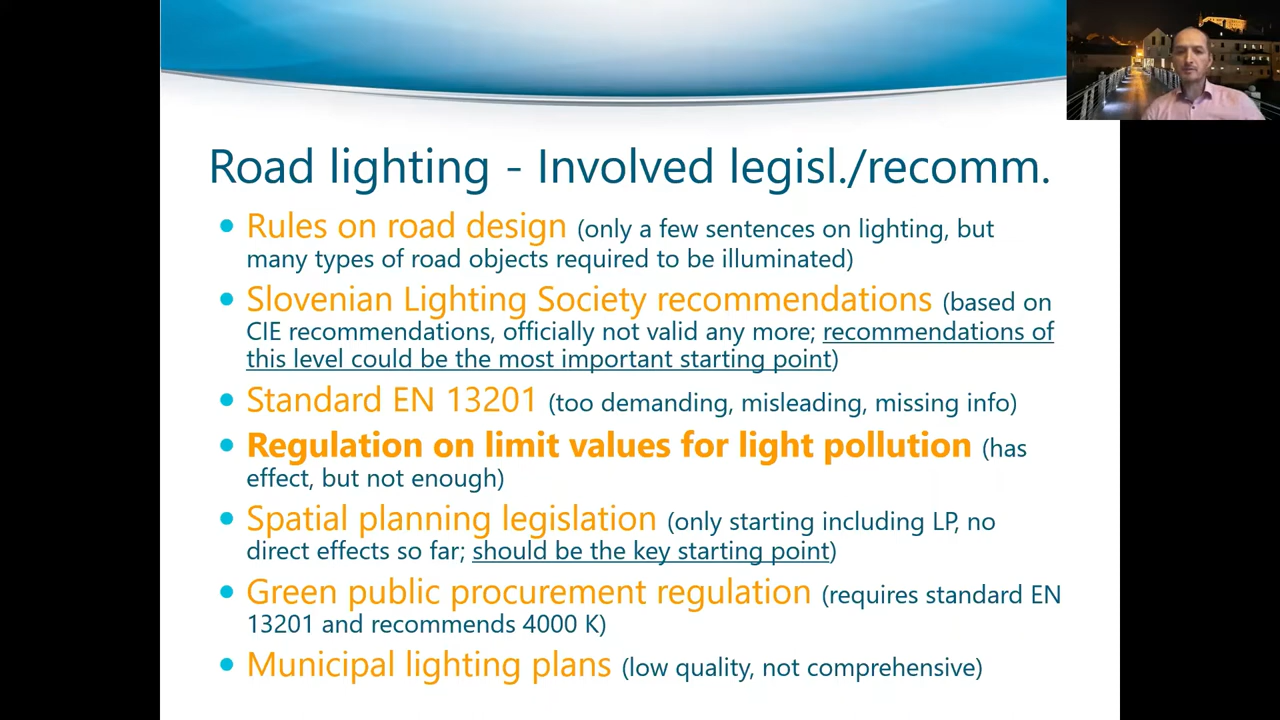 Road lighting - Involved legisl./recomm.
• Rules on road design (only a few sentences on lighting, but
many types of road objects required to be illuminated)
• Slovenian Lighting Society recommendations (based on
CIE recommendations, officially not valid any more; recommendations of
this level could be the most important starting point)
• Standard EN 13201 (too demanding, misleading, missing info)
• Regulation on limit values for light pollution (has
effect, but not enough)
• Spatial planning legislation (only starting including LP, no
direct effects so far; should be the key starting point)
• Green public procurement regulation (requires standard EN
13201 and recommends 4000 K)
• Municipal lighting plans (low quality, not comprehensive)